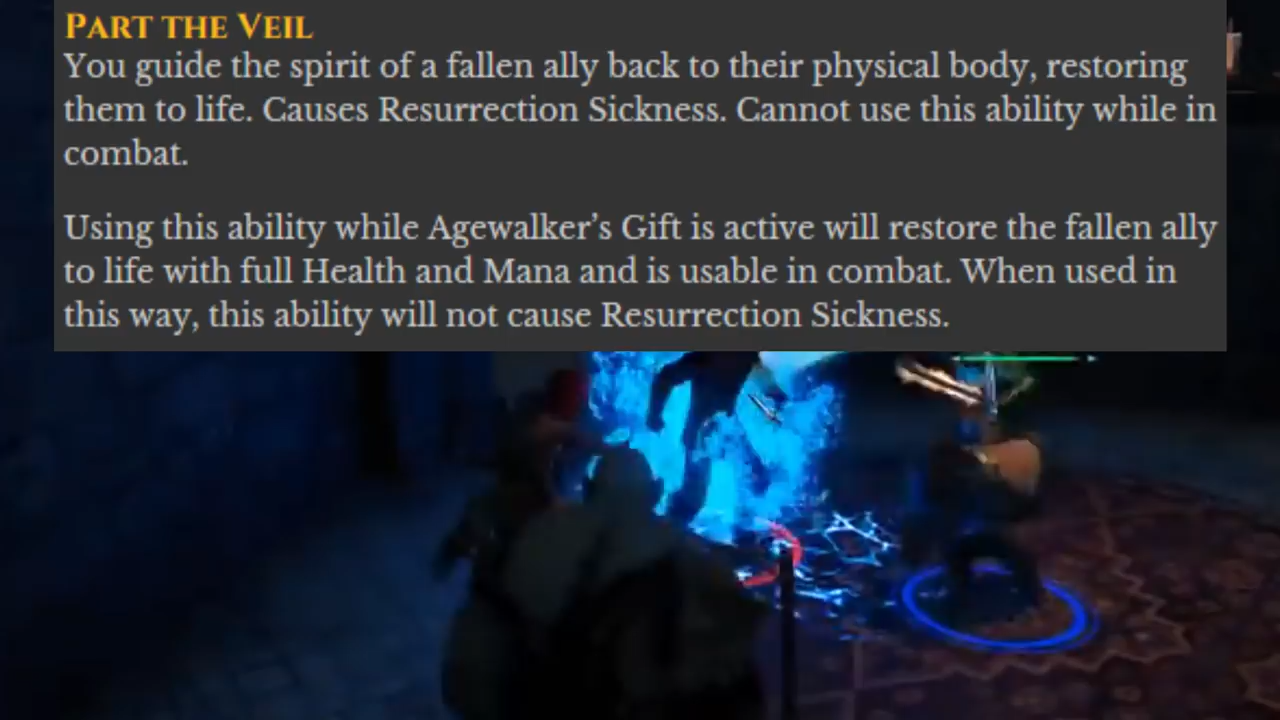 PART THE VEIL
You guide the spirit of a fallen ally back to their physical body, restoring
them to life. Causes Resurrection Sickness. Cannot use this ability while in
combat.
Using this ability while Agewalker’s Gift is active will restore the fallen ally
to life with full Health and Mana and is usable in combat. When used in
this way, this ability will not cause Resurrection Sickness.